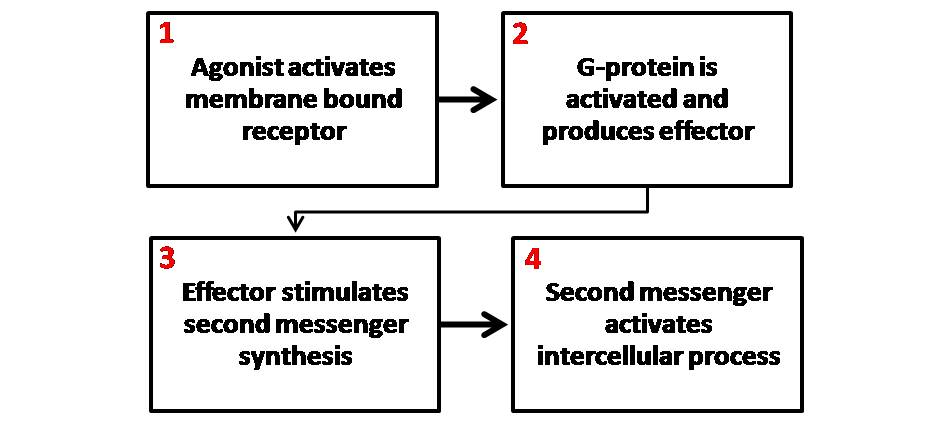 1
Agonist activates
membrane bound
receptor
2
G-protein is
activated and
produces effector
3
Effector stimulates
second messenger
synthesis
4
Second messenger
activates
intercellular process